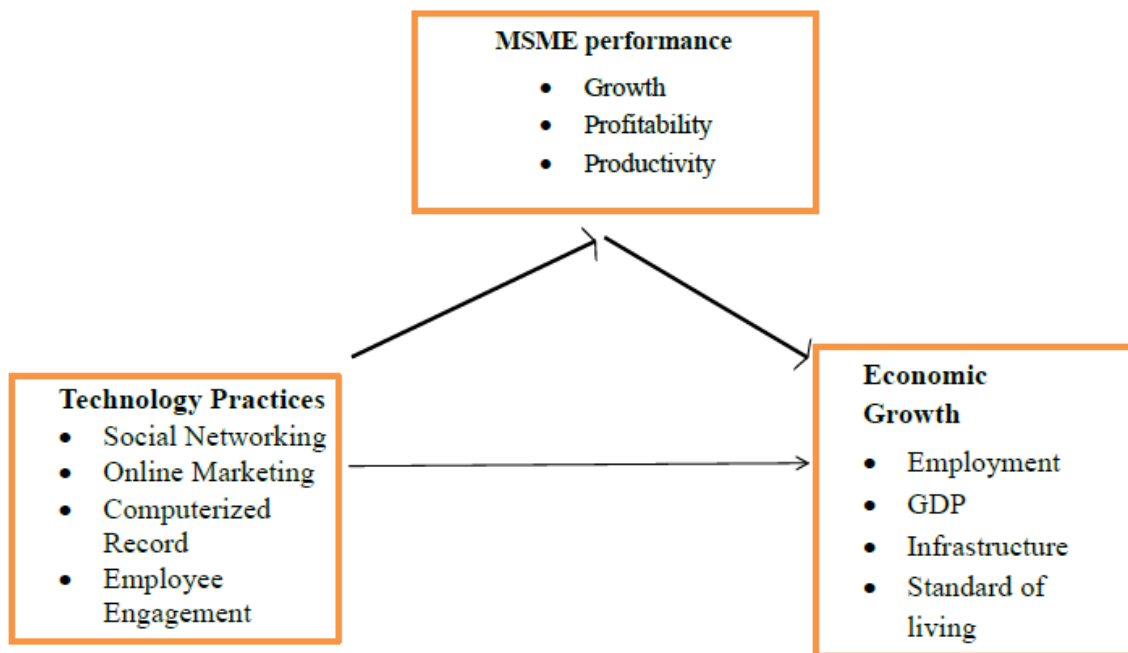 MSME performance
• Growth
• Profitability
• Productivity
Technology Practices
• Social Networking
• Online Marketing
• Computerized
Record
• Employee
Engagement
Economic
Growth
• Employment
• GDP
• Infrastructure
• Standard of
living